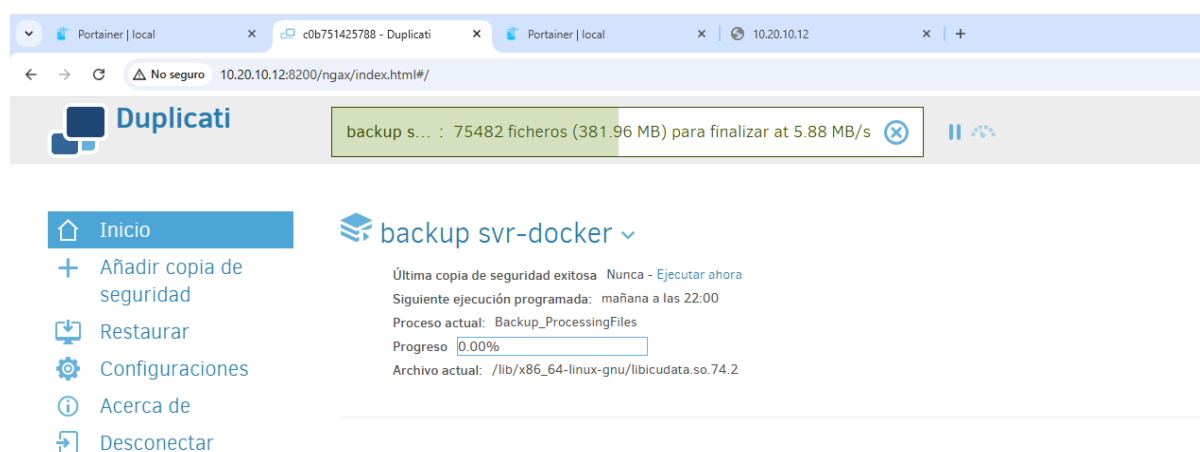 Portainer | local
c0b751425788 - Duplicati
Portainer | local
10.20.10.12
No seguro 10.20.10.12:8200/ngax/index.html#/
Duplicati
backup s... : 75482 ficheros (381.96 MB) para finalizar at 5.88 MB/s
Inicio
Añadir copia de
seguridad
Restaurar
Configuraciones
Acerca de
Desconectar
backup svr-docker
Última copia de seguridad exitosa Nunca - Ejecutar ahora
Siguiente ejecución programada: mañana a las 22:00
Proceso actual: Backup_ProcessingFiles
Progreso 0.00%
Archivo actual: /lib/x86_64-linux-gnu/libicudata.so.74.2